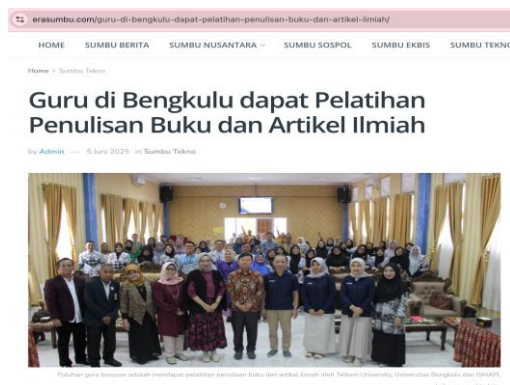 erasumbu.com/guru-di-bengkulu-dapat-pelatihan-penulisan-buku-dan-artikel-ilmiah/
HOME SUMBU BERITA SUMBU NUSANTARA SUMBU SOSPOL SUMBU EKBIS SUMBU TEKNO
Home > Sumbu Tekno
Guru di Bengkulu dapat Pelatihan
Penulisan Buku dan Artikel Ilmiah
by Admin — 5 Juni 2025 in Sumbu Tekno
Puluhan guru berpose setelah mendapat pelatihan penulisan buku dan artikel ilmiah oleh Telkom University, Universitas Bengkulu dan ISMAPI.